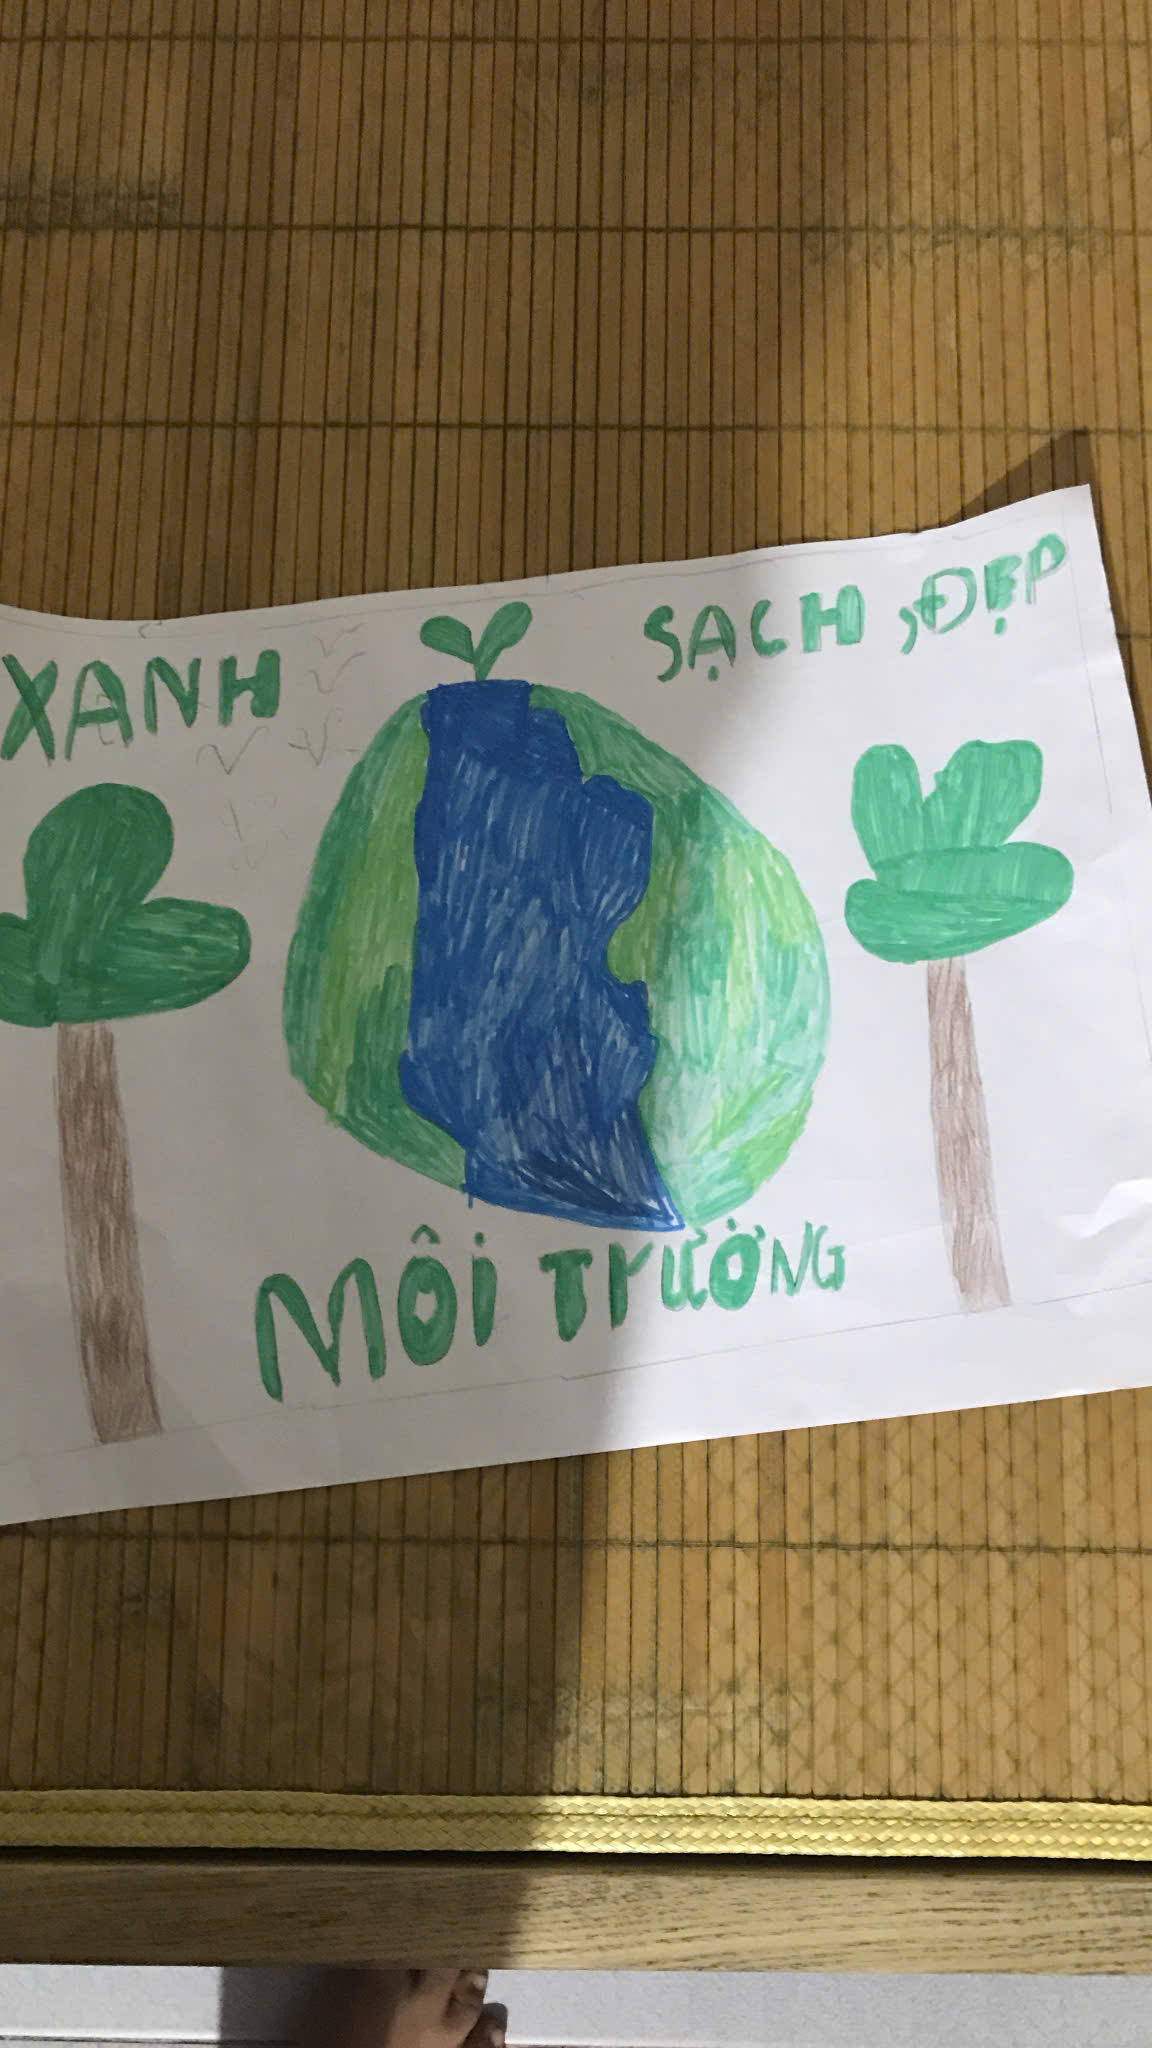 XANH SẠCH, ĐẸP
MÔI TRƯỜNG